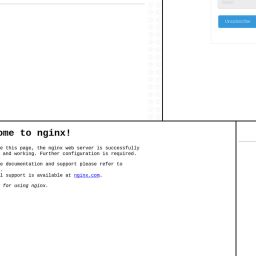 Unsubscribe
ome to nginx!
e this page, the nginx web server is successfully
and working. Further configuration is required.
e documentation and support please refer to
l support is available at nginx.com.
for using nginx.